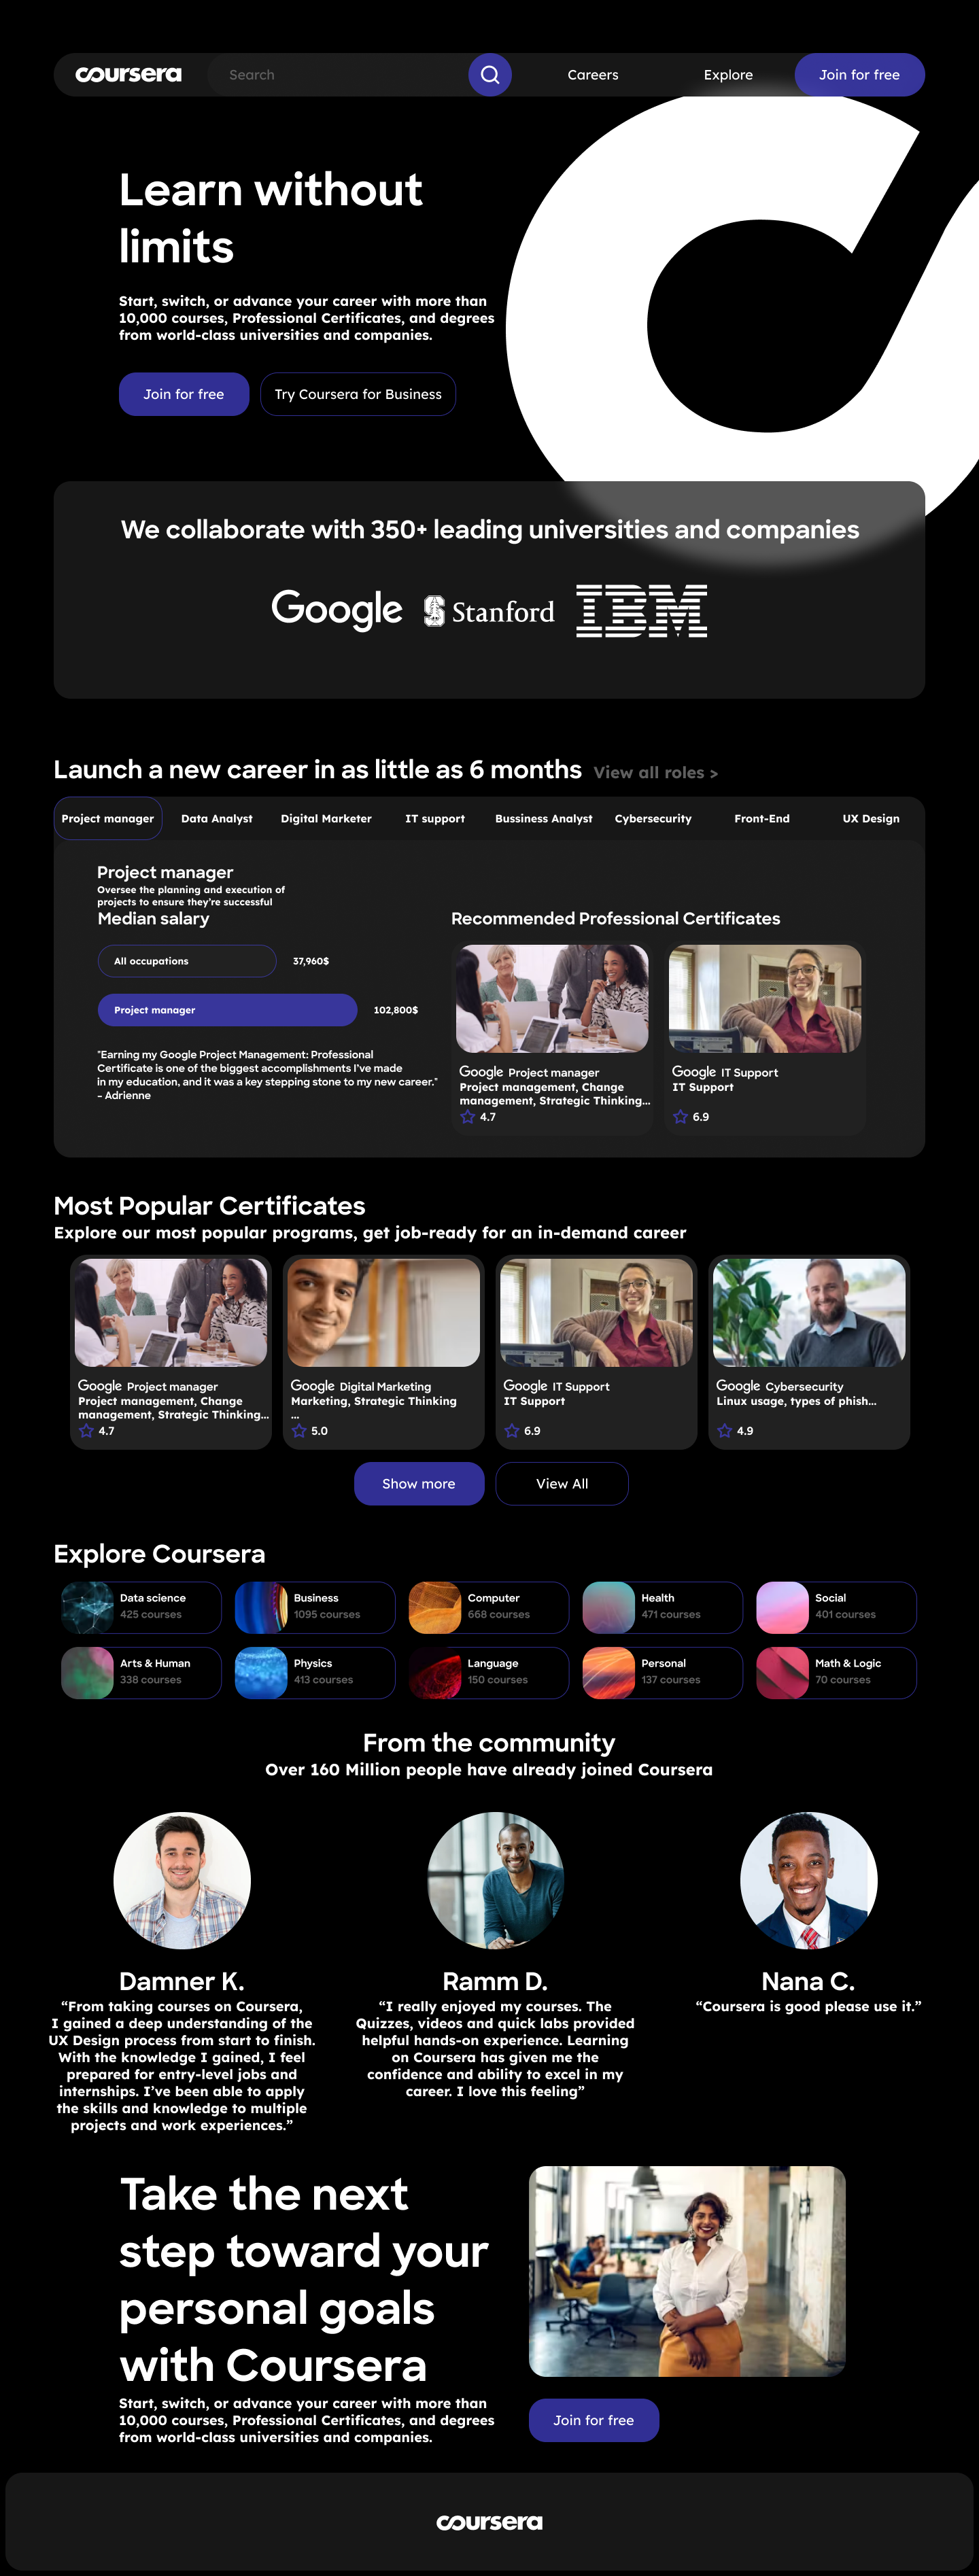 coursera
Search
Careers
Explore
Join for free
Learn without
limits
Start, switch, or advance your career with more than
10,000 courses, Professional Certificates, and degrees
from world-class universities and companies.
Join for free
Try Coursera for Business
We collaborate with 350+ leading universities and companies
Google
S Stanford
IBM
Launch a new career in as little as 6 months
View all roles >
Project manager
Data Analyst
Digital Marketer
IT support
Bussiness Analyst
Cybersecurity
Front-End
UX Design
Project manager
Oversee the planning and execution of
projects to ensure they're successful
Median salary
All occupations
37,960$
Project manager
102,800$
"Earning my Google Project Management: Professional
Certificate is one of the biggest accomplishments I've made
in my education, and it was a key stepping stone to my new career."
- Adrienne
Recommended Professional Certificates
Google Project manager
Project management, Change
management, Strategic Thinking...
4.7
Google IT Support
IT Support
6.9
Most Popular Certificates
Explore our most popular programs, get job-ready for an in-demand career
Google Project manager
Project management, Change
management, Strategic Thinking...
4.7
Google Digital Marketing
Marketing, Strategic Thinking
...
5.0
Google IT Support
IT Support
6.9
Google Cybersecurity
Linux usage, types of phish...
4.9
Show more
View All
Explore Coursera
Data science
425 courses
Business
1095 courses
Computer
668 courses
Health
471 courses
Social
401 courses
Arts & Human
338 courses
Physics
413 courses
Language
150 courses
Personal
137 courses
Math & Logic
70 courses
From the community
Over 160 Million people have already joined Coursera
Damner K.
“From taking courses on Coursera,
I gained a deep understanding of the
UX Design process from start to finish.
With the knowledge I gained, I feel
prepared for entry-level jobs and
internships. I’ve been able to apply
the skills and knowledge to multiple
projects and work experiences.”
Ramm D.
“I really enjoyed my courses. The
Quizzes, videos and quick labs provided
helpful hands-on experience. Learning
on Coursera has given me the
confidence and ability to excel in my
career. I love this feeling”
Nana C.
“Coursera is good please use it.”
Take the next
step toward your
personal goals
with Coursera
Start, switch, or advance your career with more than
10,000 courses, Professional Certificates, and degrees
from world-class universities and companies.
Join for free
coursera